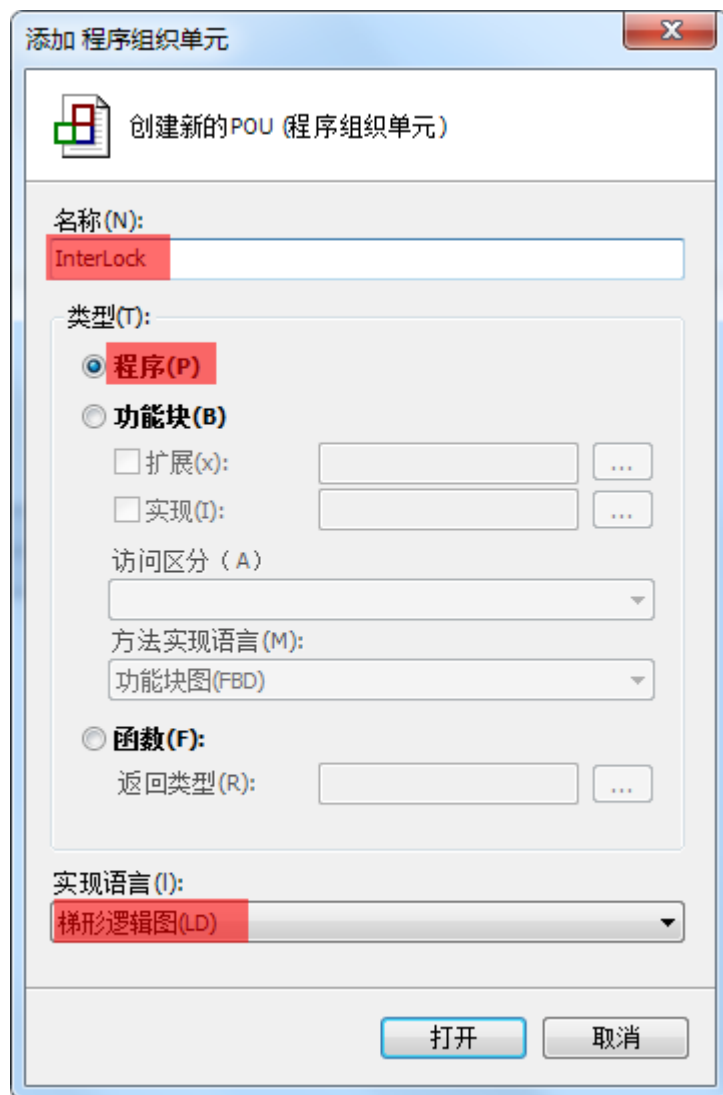 添加 程序组织单元
创建新的POU (程序组织单元)
名称(N):
InterLock
类型(T):
程序(P)
功能块(B)
扩展(x):
...
实现(I):
...
访问区分（A）
方法实现语言(M):
功能块图(FBD)
函数(F):
返回类型(R):
...
实现语言(I):
梯形逻辑图(LD)
打开 取消